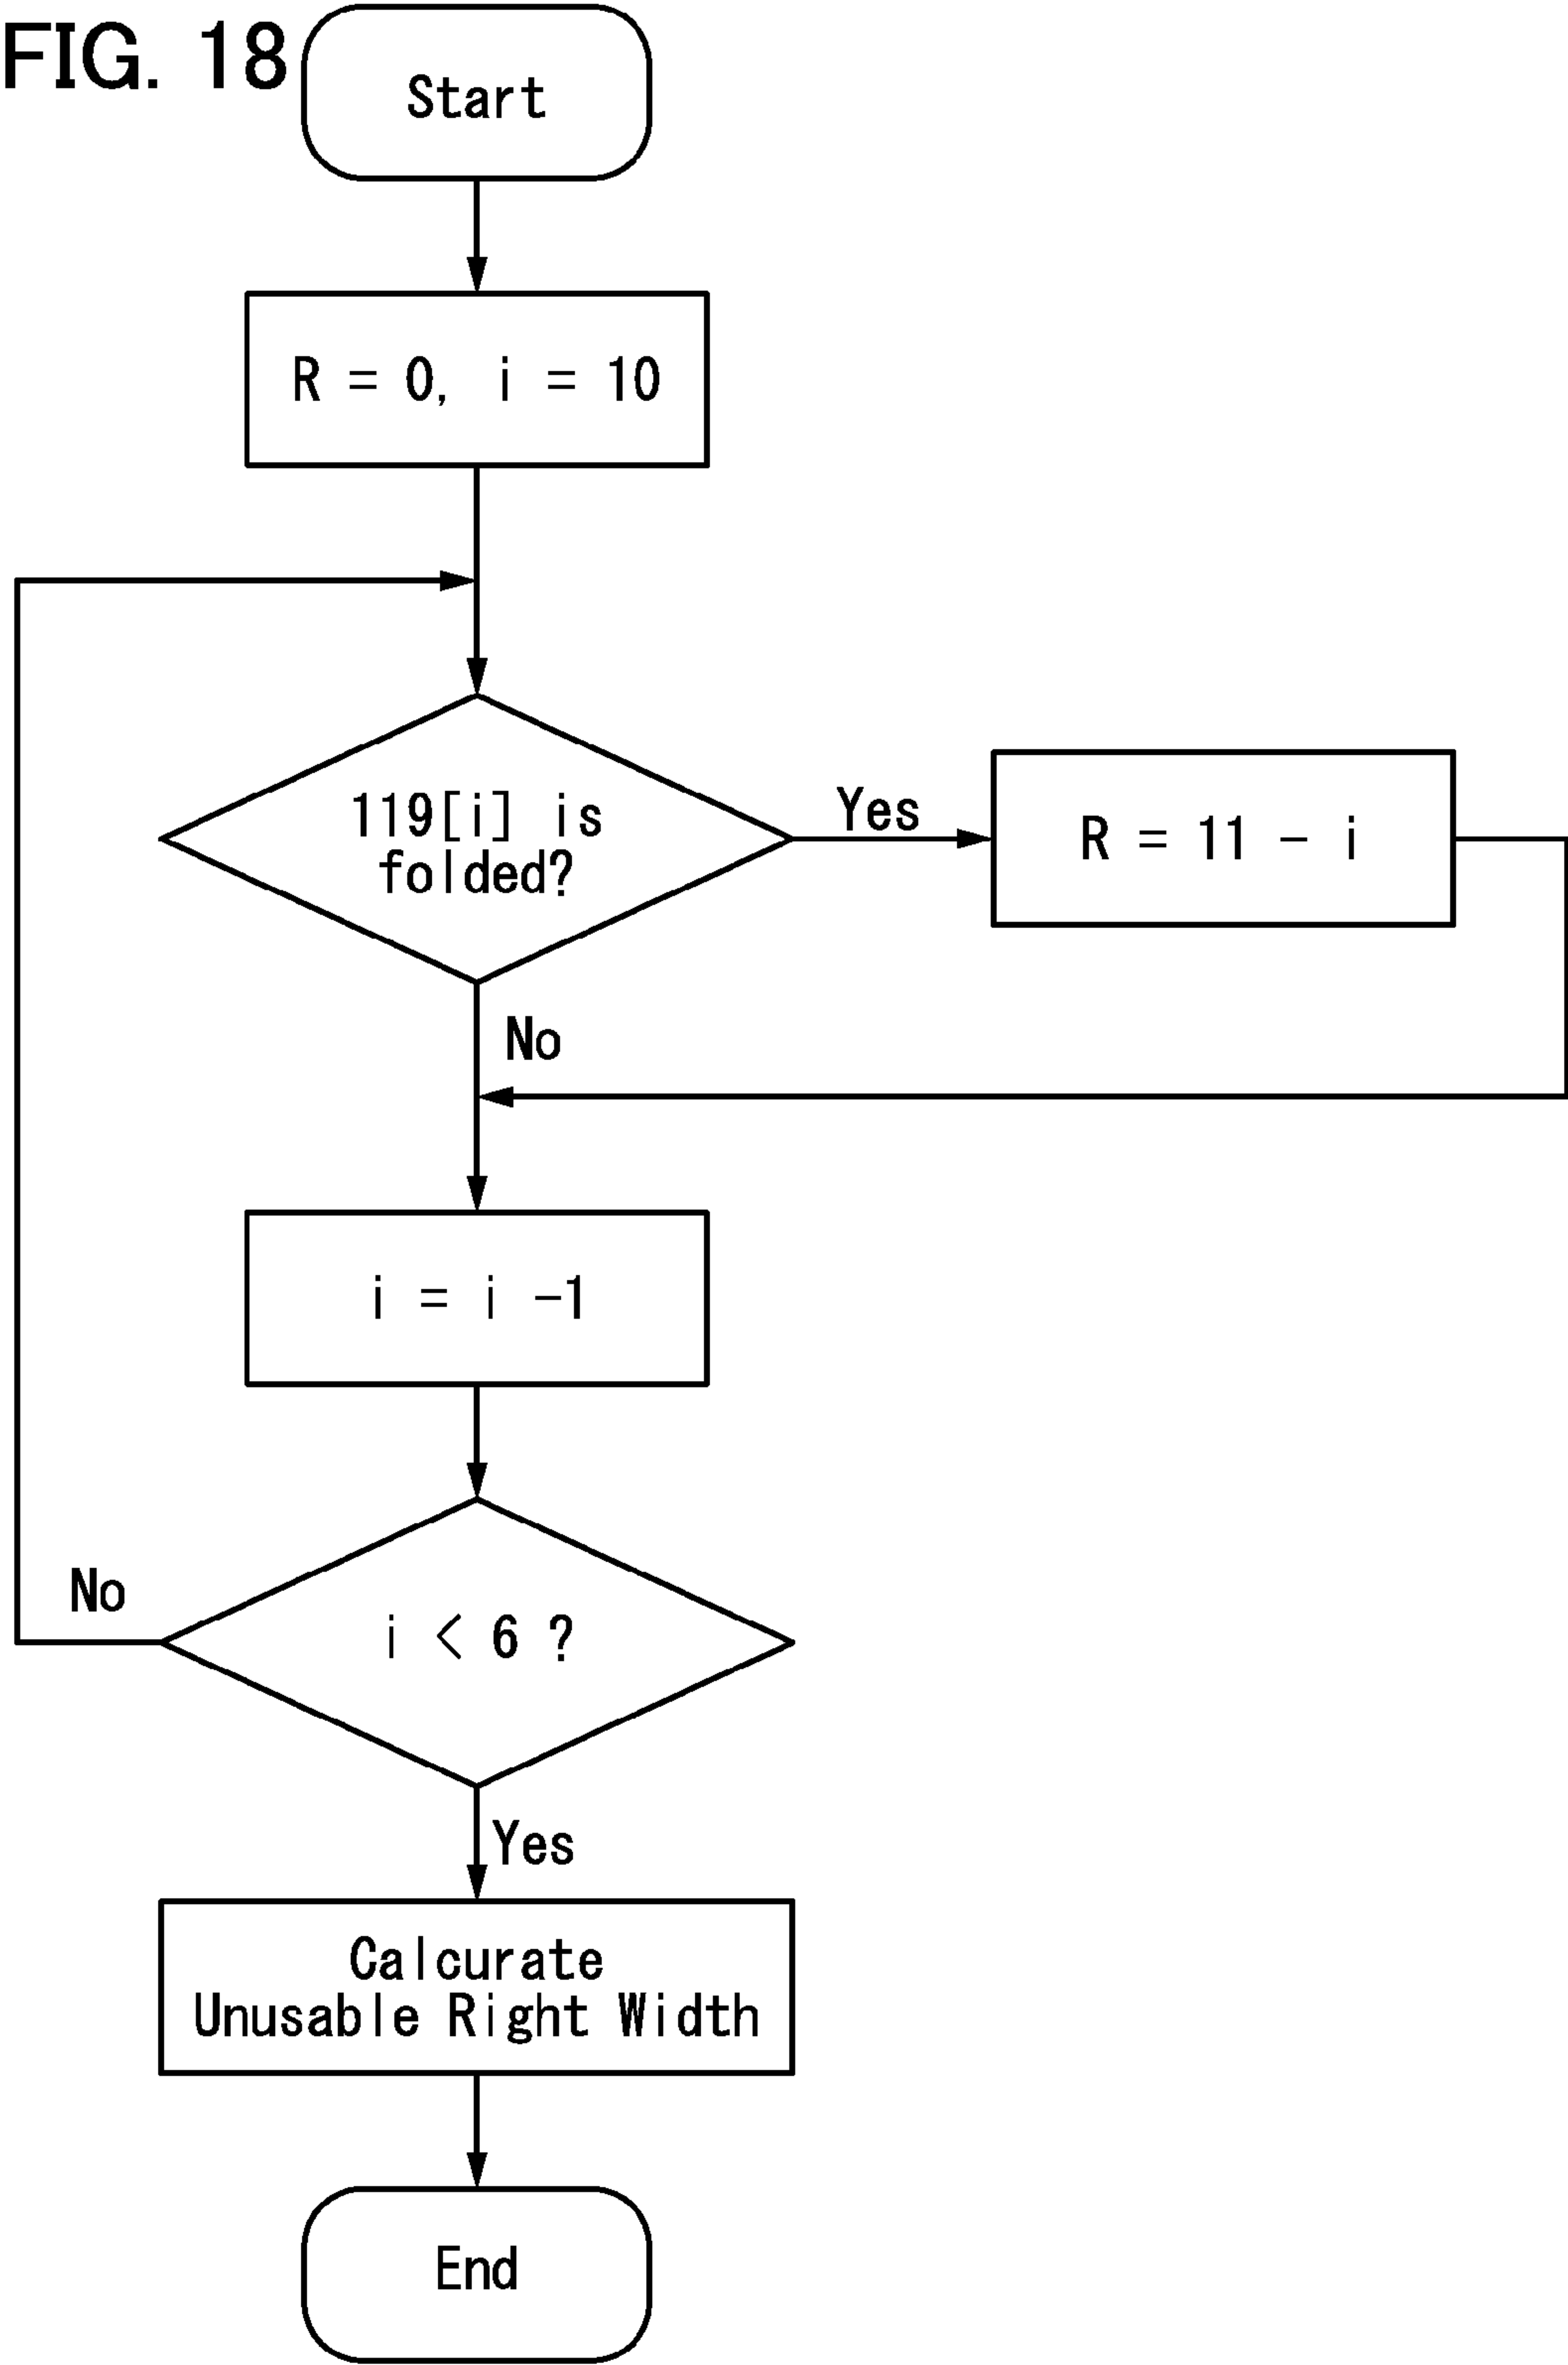 FIG. 18
Start
R = 0, i = 10
119[i] is
folded?
Yes
R = 11 - i
No
i = i -1
No
i < 6 ?
Yes
Calcurate
Unusable Right Width
End